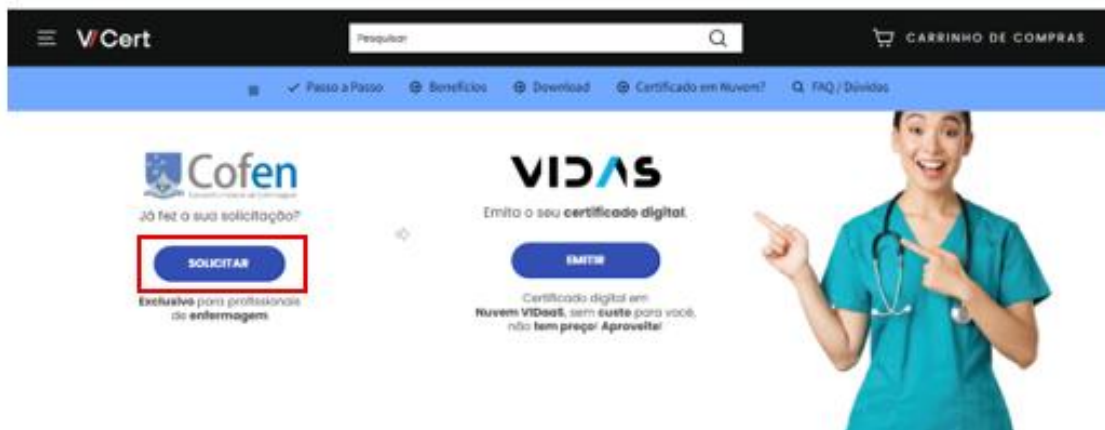 V/Cert
Pesquisar
CARRINHO DE COMPRAS
Passo a Passo
Benefícios
Download
Certificado em Nuvem?
FAQ / Dúvidas
Cofen
Já fez a sua solicitação?
SOLICITAR
Exclusivo para profissionais
de enfermagem
VIDAS
Emita o seu certificado digital.
EMITIR
Certificado digital em
Nuvem VIDaaS, sem custo para você,
não tem preço! Aproveite!